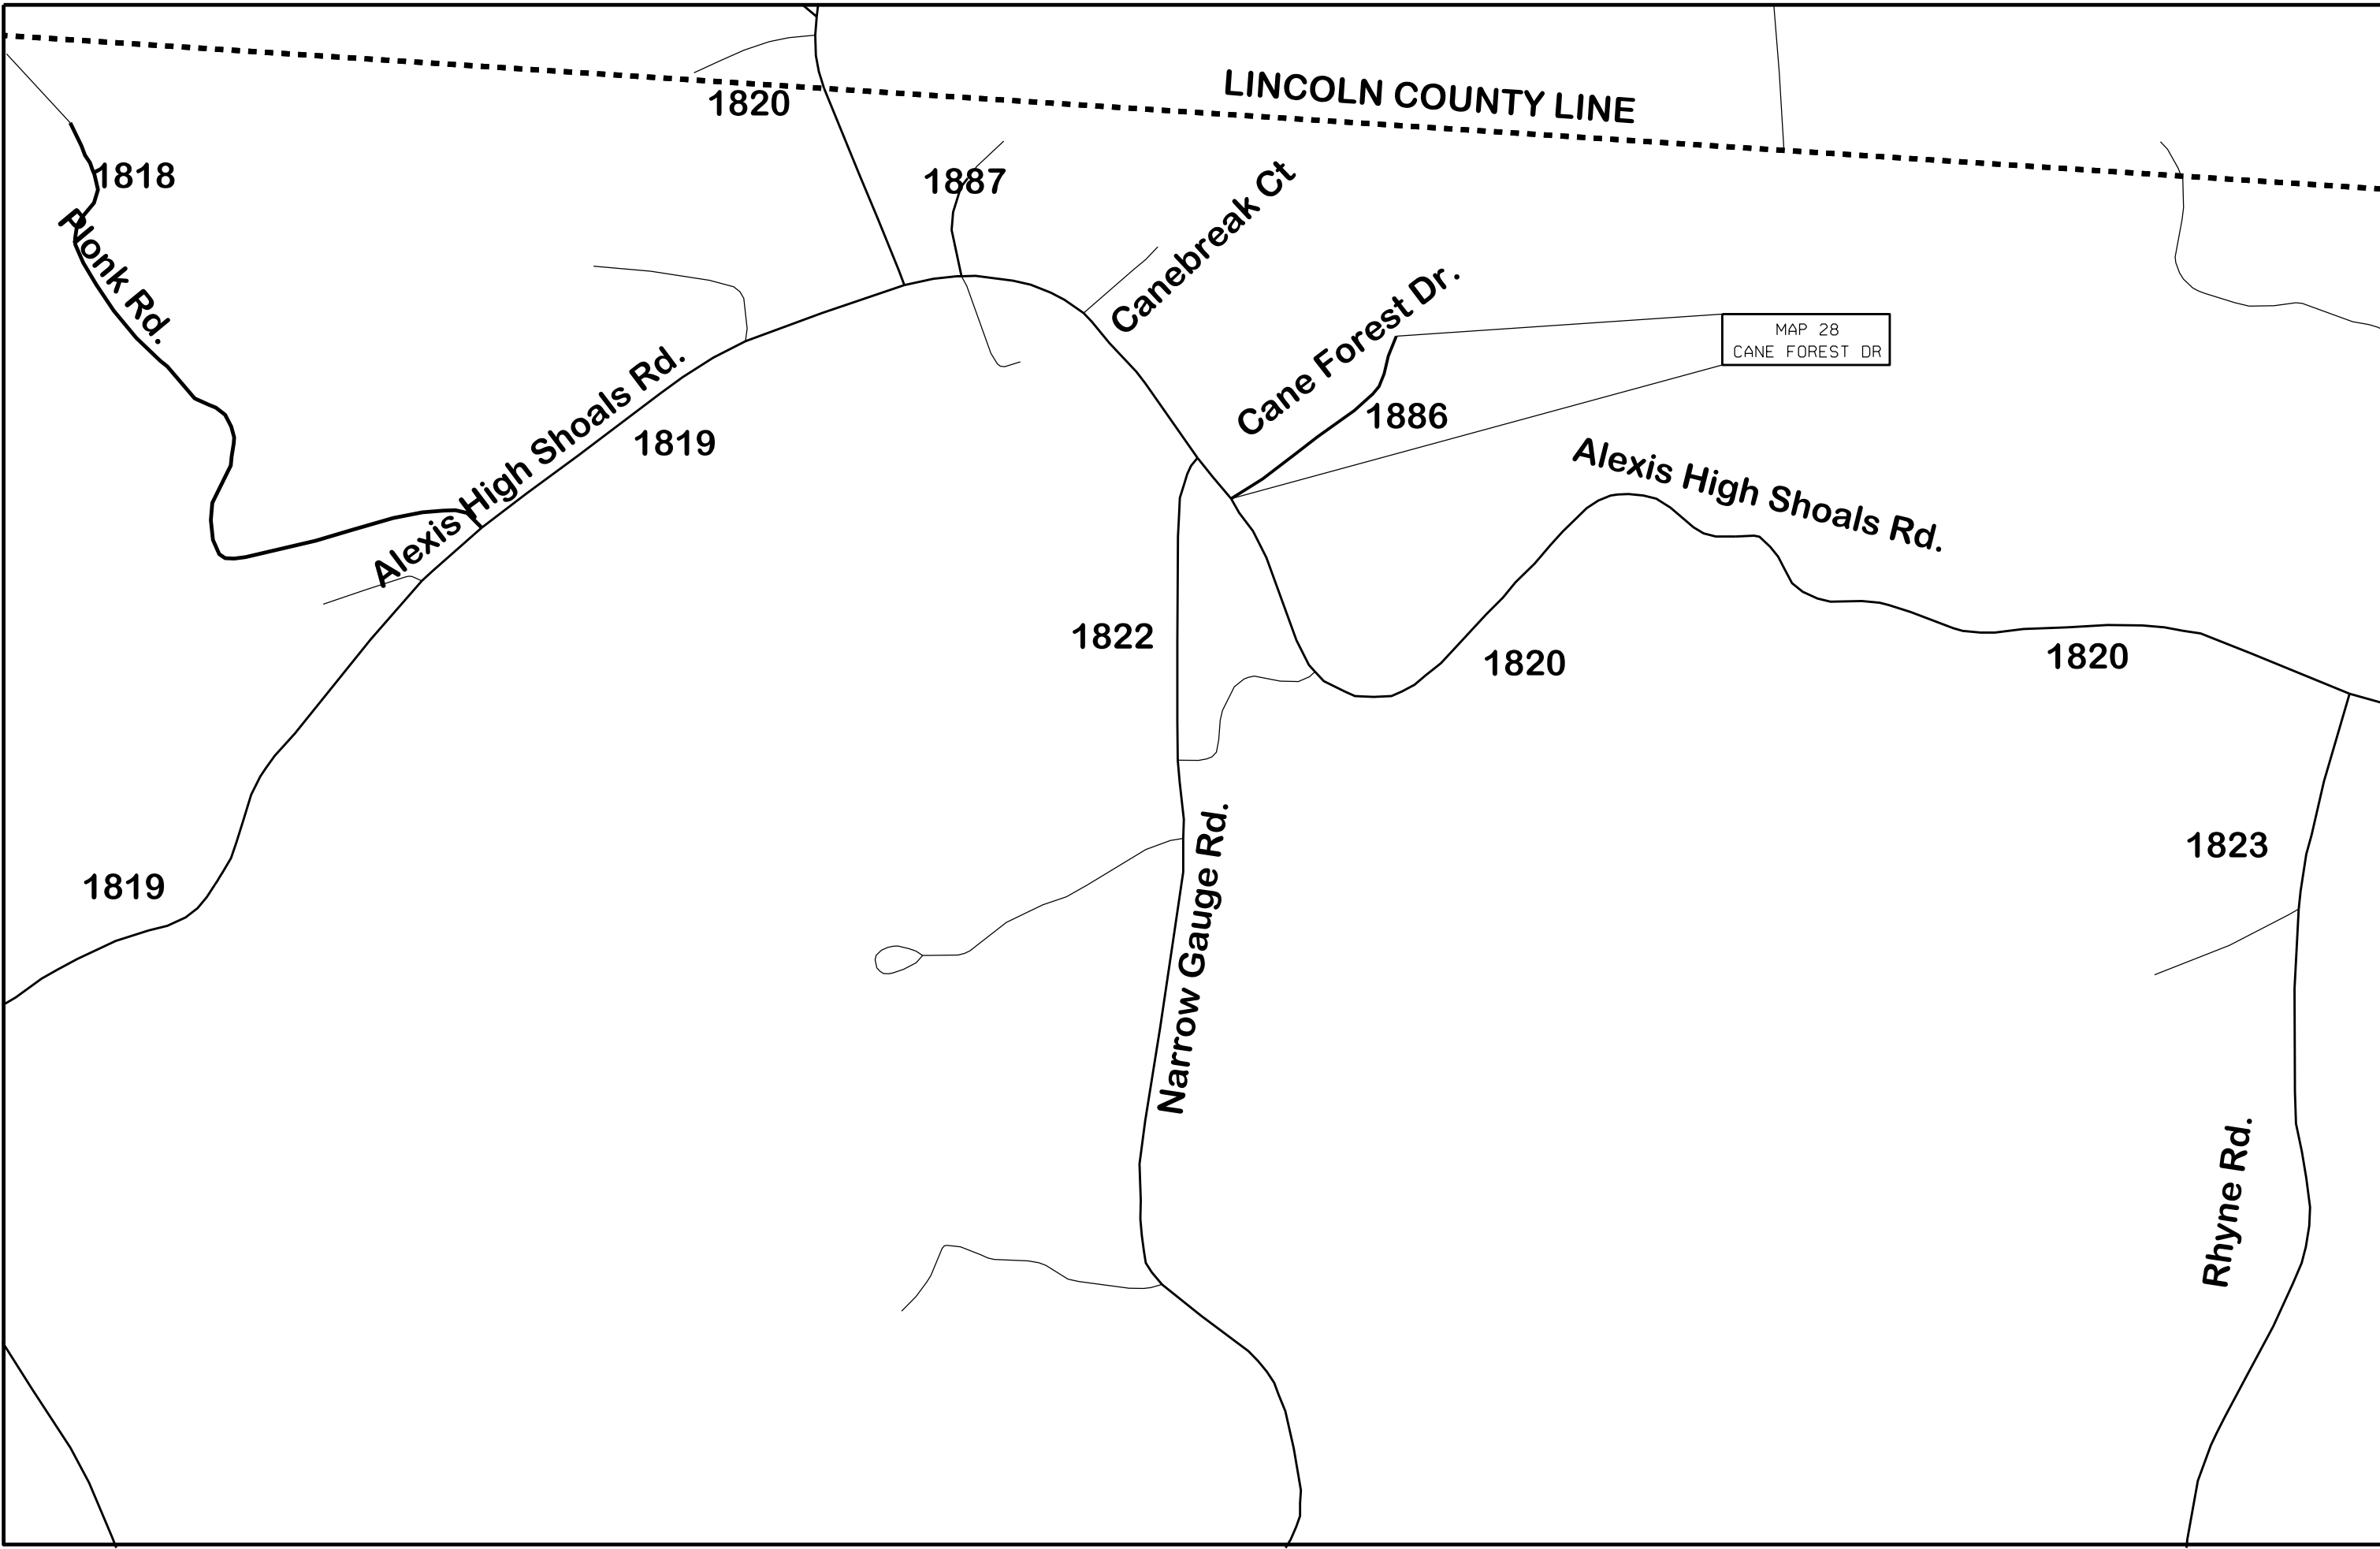 LINCOLN COUNTY LINE
1820
1818
1887
Canebreak Ct
Plonk Rd.
Cane Forest Dr.
MAP 28
CANE FOREST DR
1886
Alexis High Shoals Rd.
1819
Alexis High Shoals Rd.
1822
1820
1820
1823
1819
Narrow Gauge Rd.
Rhyne Rd.